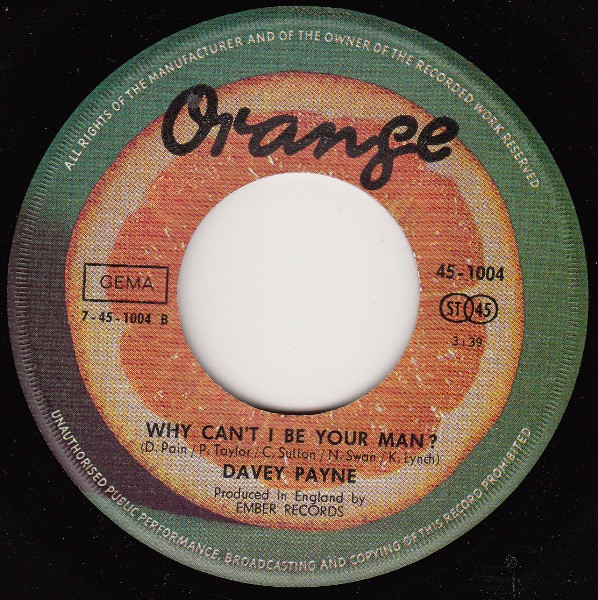 ALL RIGHTS OF THE MANUFACTURER AND OF THE OWNER OF THE RECORDED WORK RESERVED
Orange
GEMA
7-45-1004 B
45-1004
ST 45
3:39
WHY CAN'T I BE YOUR MAN?
(D. Pain / P. Taylor / C. Sutton / N. Swan / K. Lynch)
DAVEY PAYNE
Produced in England by
EMBER RECORDS
UNAUTHORISED PUBLIC PERFORMANCE, BROADCASTING AND COPYING OF THIS RECORD PROHIBITED